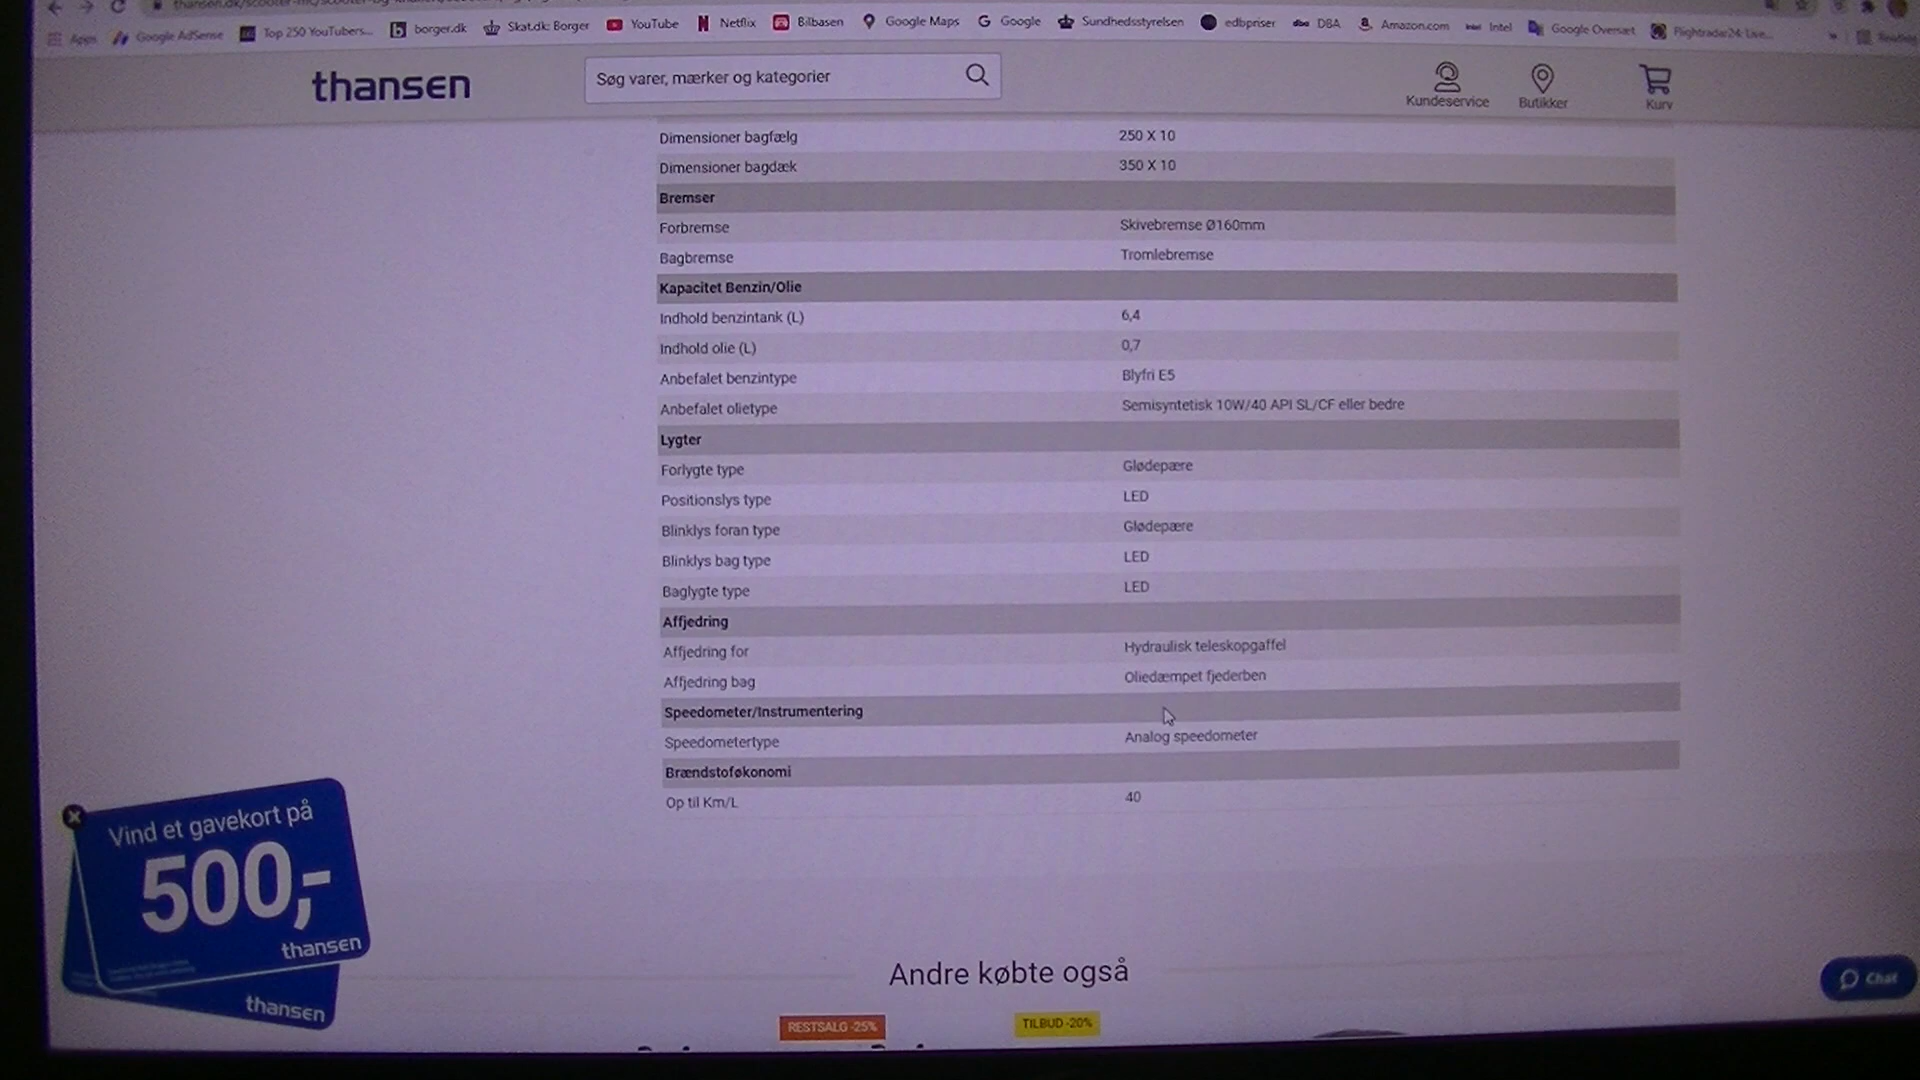 Apps Google AdSense Top 250 YouTubers... borger.dk Skat.dk: Borger YouTube Netflix Bilbasen Google Maps G Google Sundhedsstyrelsen edbpriser dba DBA Amazon.com intel Intel Google Oversæt Flightradar24: Live... »
thansen
Søg varer, mærker og kategorier
Kundeservice Butikker Kurv
Dimensioner bagfælg 250 X 10
Dimensioner bagdæk 350 X 10
Bremser
Forbremse Skivebremse Ø160mm
Bagbremse Tromlebremse
Kapacitet Benzin/Olie
Indhold benzintank (L) 6,4
Indhold olie (L) 0,7
Anbefalet benzintype Blyfri E5
Anbefalet olietype Semisyntetisk 10W/40 API SL/CF eller bedre
Lygter
Forlygte type Glødepære
Positionslys type LED
Blinklys foran type Glødepære
Blinklys bag type LED
Baglygte type LED
Affjedring
Affjedring for Hydraulisk teleskopgaffel
Affjedring bag Oliedæmpet fjederben
Speedometer/Instrumentering
Speedometertype Analog speedometer
Brændstoføkonomi
Op til Km/L 40
Vind et gavekort på
500,-
thansen
thansen
Andre købte også
Chat
RESTSALG -25% TILBUD -20%